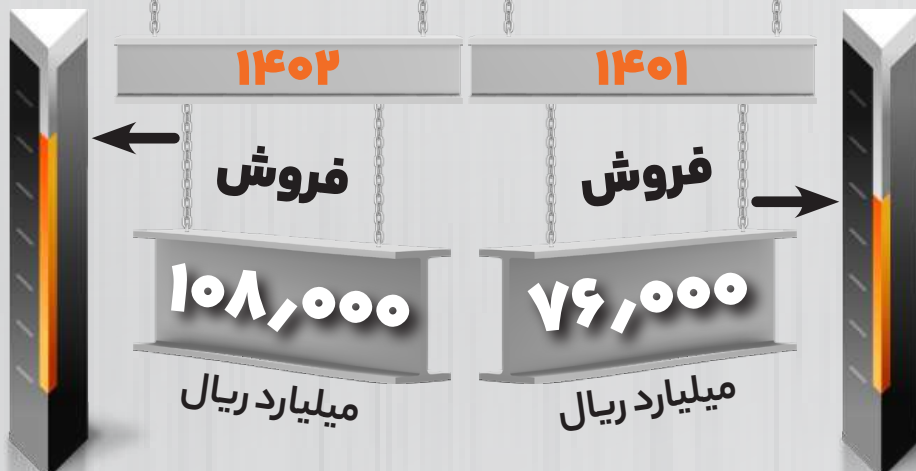 ۱۴۰۱
فروش
۷۶,۰۰۰
میلیارد ریال
۱۴۰۲
فروش
۱۰۸,۰۰۰
میلیارد ریال